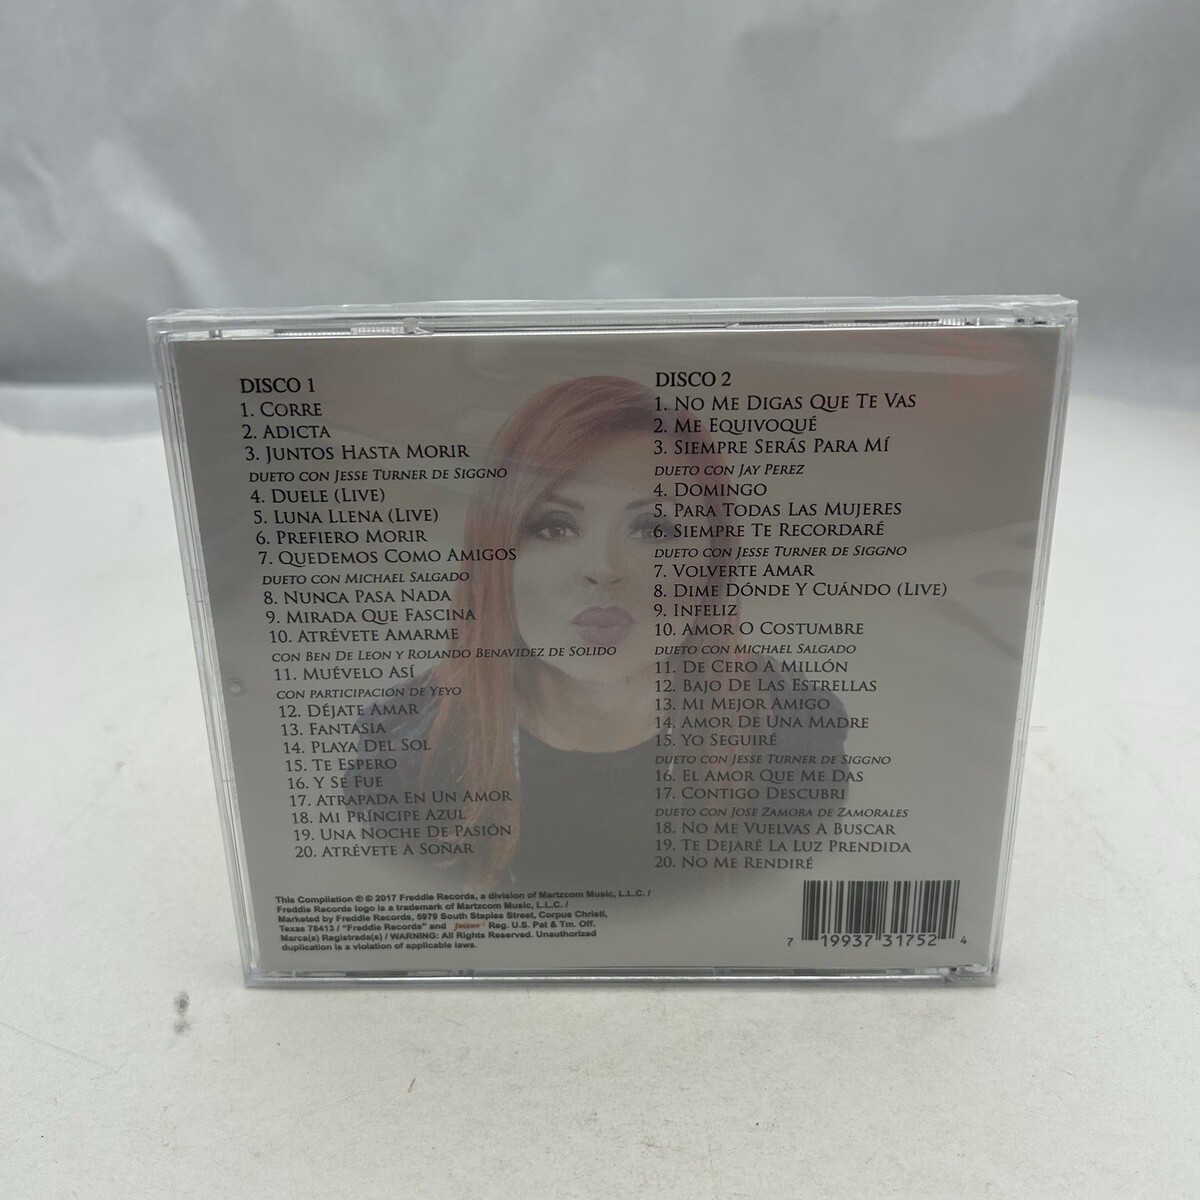 DISCO 1
1. CORRE
2. ADICTA
3. JUNTOS HASTA MORIR
DUETO CON JESSE TURNER DE SIGGNO
4. DUELE (LIVE)
5. LUNA LLENA (LIVE)
6. PREFIERO MORIR
7. QUEDEMOS COMO AMIGOS
DUETO CON MICHAEL SALGADO
8. NUNCA PASA NADA
9. MIRADA QUE FASCINA
10. ATRÉVETE AMARME
CON BEN DE LEON Y ROLANDO BENAVIDEZ DE SOLIDO
11. MUÉVELO ASÍ
CON PARTICIPACION DE YEYO
12. DÉJATE AMAR
13. FANTASIA
14. PLAYA DEL SOL
15. TE ESPERO
16. Y SE FUE
17. ATRAPADA EN UN AMOR
18. MI PRÍNCIPE AZUL
19. UNA NOCHE DE PASIÓN
20. ATRÉVETE A SOÑAR
DISCO 2
1. NO ME DIGAS QUE TE VAS
2. ME EQUIVOQUÉ
3. SIEMPRE SERÁS PARA MÍ
DUETO CON JAY PEREZ
4. DOMINGO
5. PARA TODAS LAS MUJERES
6. SIEMPRE TE RECORDARÉ
DUETO CON JESSE TURNER DE SIGGNO
7. VOLVERTE AMAR
8. DIME DÓNDE Y CUÁNDO (LIVE)
9. INFELIZ
10. AMOR O COSTUMBRE
DUETO CON MICHAEL SALGADO
11. DE CERO A MILLÓN
12. BAJO DE LAS ESTRELLAS
13. MI MEJOR AMIGO
14. AMOR DE UNA MADRE
15. YO SEGUIRÉ
DUETO CON JESSE TURNER DE SIGGNO
16. EL AMOR QUE ME DAS
17. CONTIGO DESCUBRI
DUETO CON JOSE ZAMORA DE ZAMORALES
18. NO ME VUELVAS A BUSCAR
19. TE DEJARÉ LA LUZ PRENDIDA
20. NO ME RENDIRÉ
This Compilation ℗ © 2017 Freddie Records, a division of Martzcom Music, L.L.C. /
Freddie Records logo is a trademark of Martzcom Music, L.L.C. /
Marketed by Freddie Records, 5979 South Staples Street, Corpus Christi,
Texas 78413 / "Freddie Records" and Freddie Reg. U.S. Pat & Tm. Off.
Marca(s) Registrada(s) / WARNING: All Rights Reserved. Unauthorized
duplication is a violation of applicable laws.
7 19937 31752 4